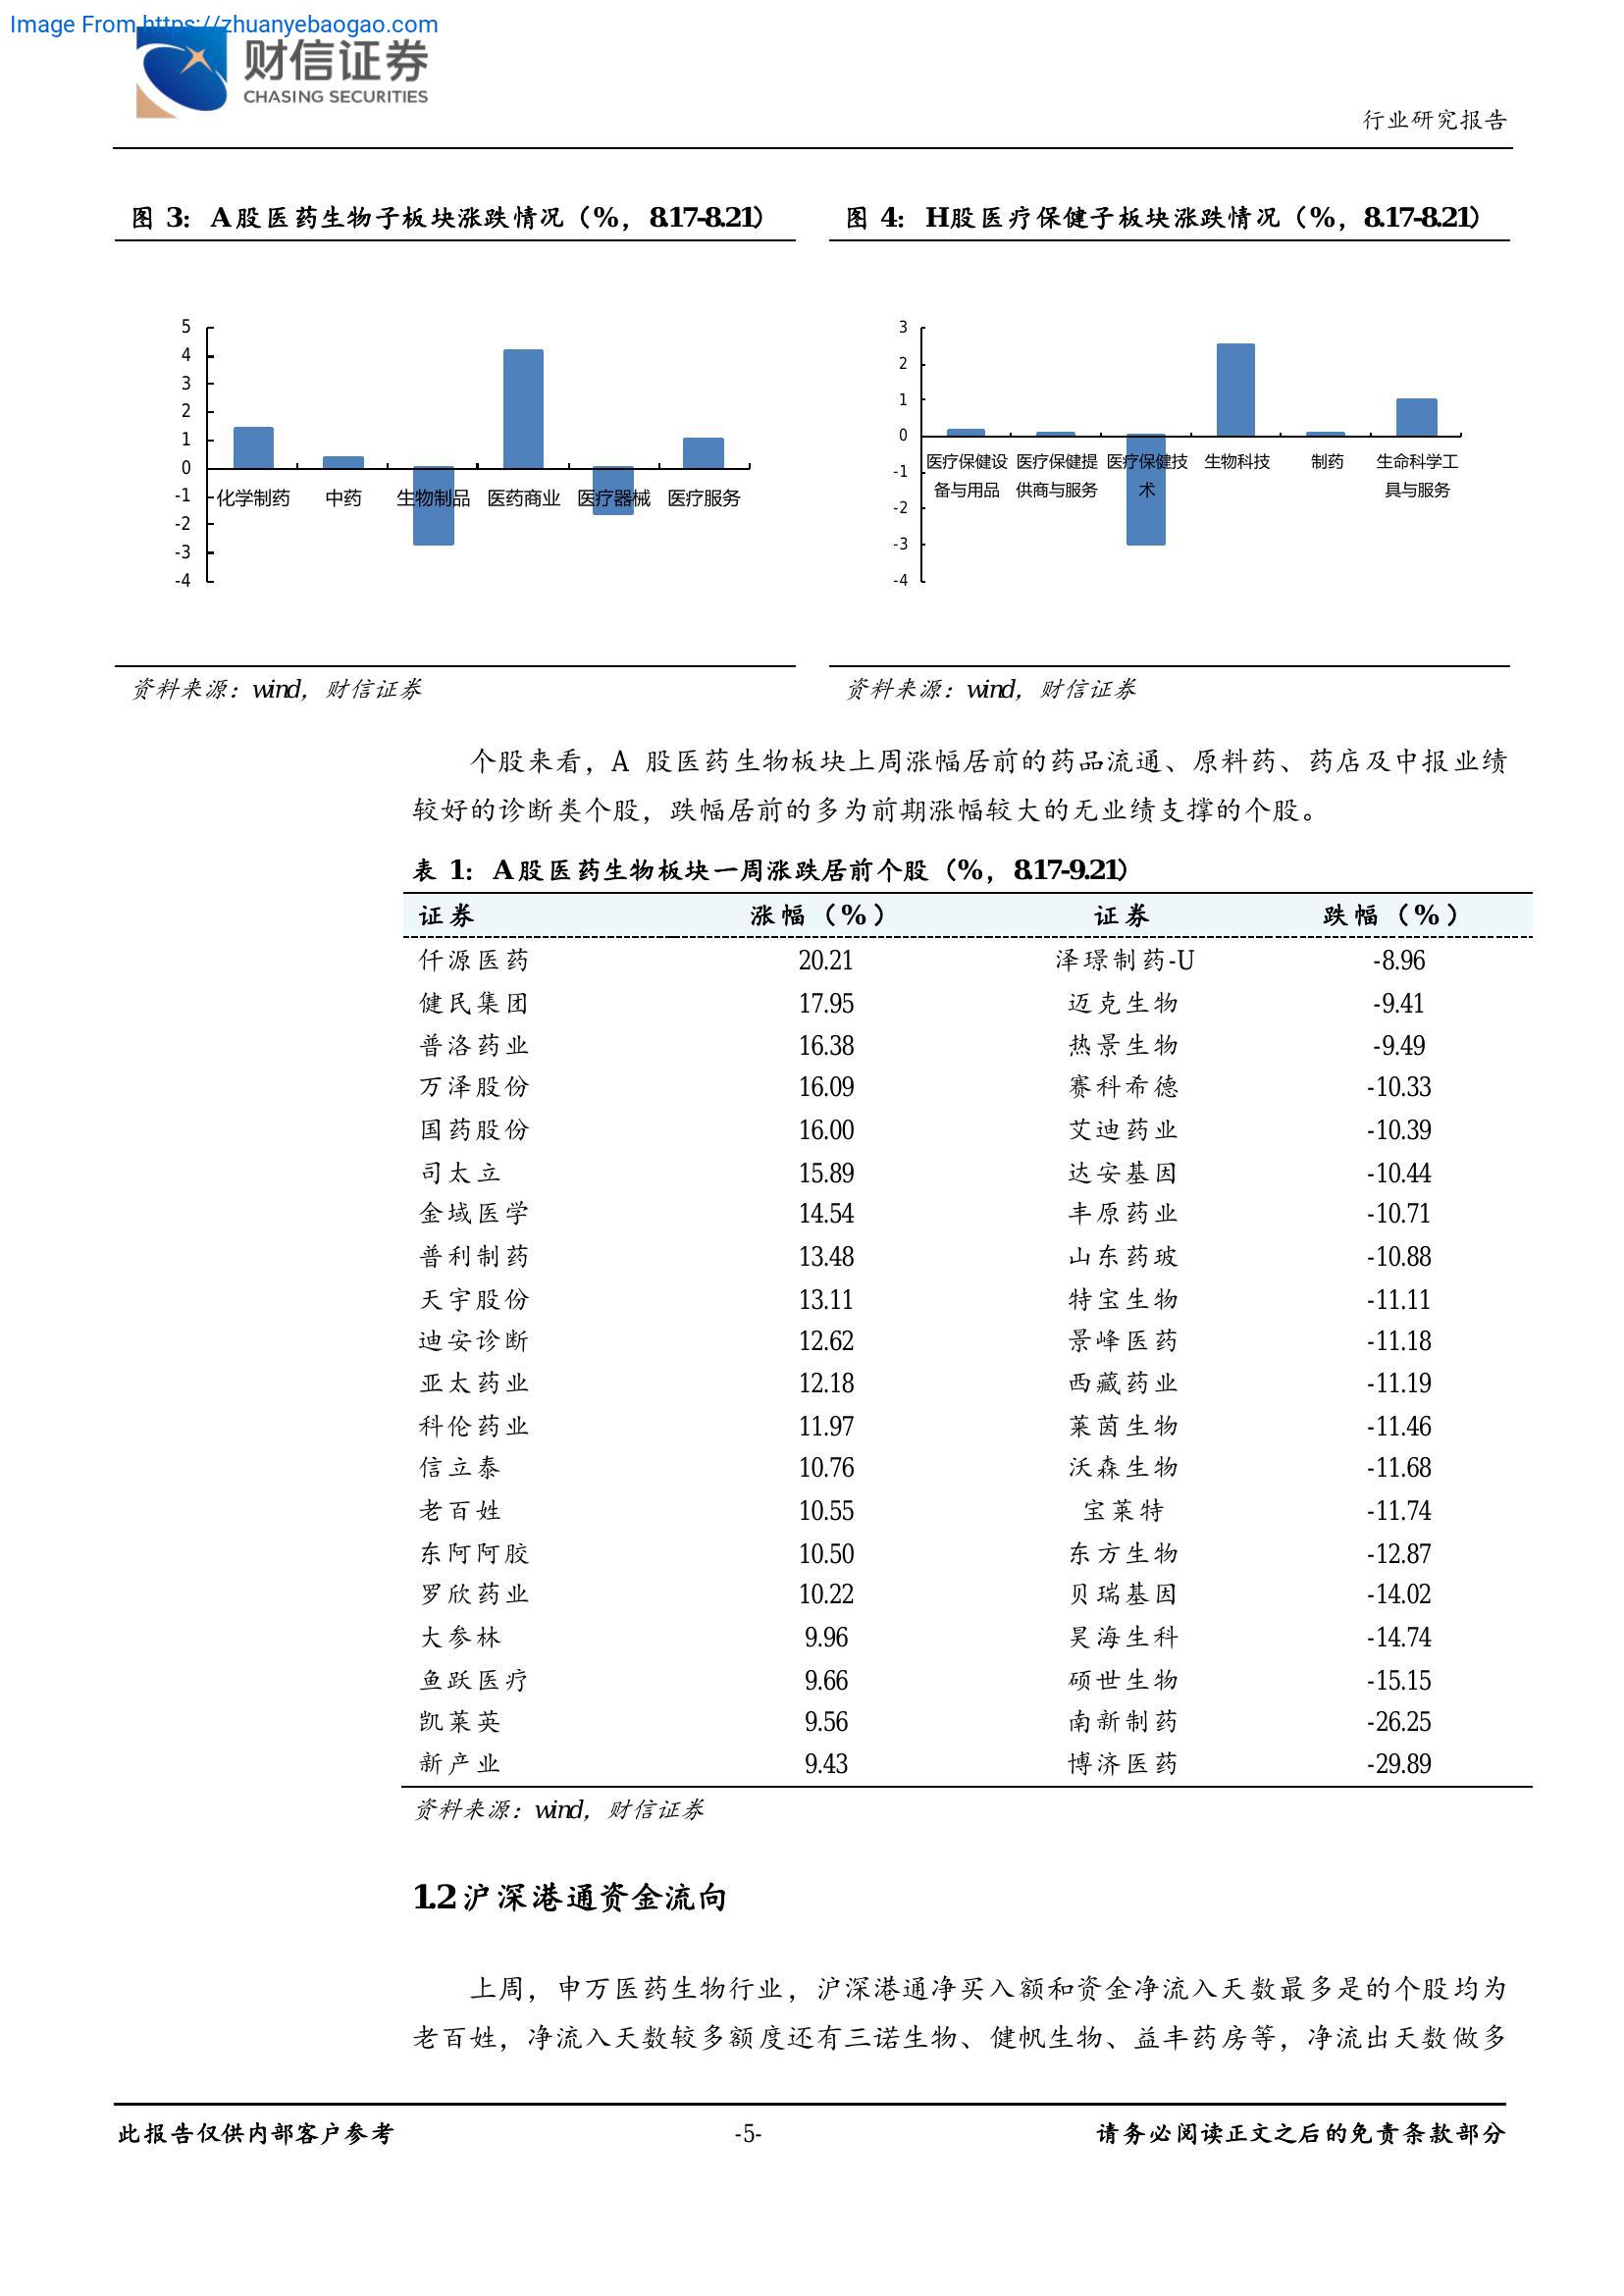 Image From https://zhuanyebaogao.com
财信证券
CHASING SECURITIES
行业研究报告
图 3：A股医药生物子板块涨跌情况（%，8.17-8.21）
5
4
3
2
1
0
-1
-2
-3
-4
化学制药 中药 生物制品 医药商业 医疗器械 医疗服务
资料来源：wind，财信证券
图 4：H股医疗保健子板块涨跌情况（%，8.17-8.21）
3
2
1
0
-1
-2
-3
-4
医疗保健设 医疗保健提 医疗保健技 生物科技 制药 生命科学工
备与用品 供商与服务 术 具与服务
资料来源：wind，财信证券
个股来看，A 股医药生物板块上周涨幅居前的药品流通、原料药、药店及中报业绩
较好的诊断类个股，跌幅居前的多为前期涨幅较大的无业绩支撑的个股。
表 1：A股医药生物板块一周涨跌居前个股（%，8.17-9.21）
证券 涨幅（%） 证券 跌幅（%）
仟源医药 20.21 泽璟制药-U -8.96
健民集团 17.95 迈克生物 -9.41
普洛药业 16.38 热景生物 -9.49
万泽股份 16.09 赛科希德 -10.33
国药股份 16.00 艾迪药业 -10.39
司太立 15.89 达安基因 -10.44
金域医学 14.54 丰原药业 -10.71
普利制药 13.48 山东药玻 -10.88
天宇股份 13.11 特宝生物 -11.11
迪安诊断 12.62 景峰医药 -11.18
亚太药业 12.18 西藏药业 -11.19
科伦药业 11.97 莱茵生物 -11.46
信立泰 10.76 沃森生物 -11.68
老百姓 10.55 宝莱特 -11.74
东阿阿胶 10.50 东方生物 -12.87
罗欣药业 10.22 贝瑞基因 -14.02
大参林 9.96 昊海生科 -14.74
鱼跃医疗 9.66 硕世生物 -15.15
凯莱英 9.56 南新制药 -26.25
新产业 9.43 博济医药 -29.89
资料来源：wind，财信证券
1.2 沪深港通资金流向
上周，申万医药生物行业，沪深港通净买入额和资金净流入天数最多是的个股均为
老百姓，净流入天数较多额度还有三诺生物、健帆生物、益丰药房等，净流出天数做多
此报告仅供内部客户参考 -5- 请务必阅读正文之后的免责条款部分